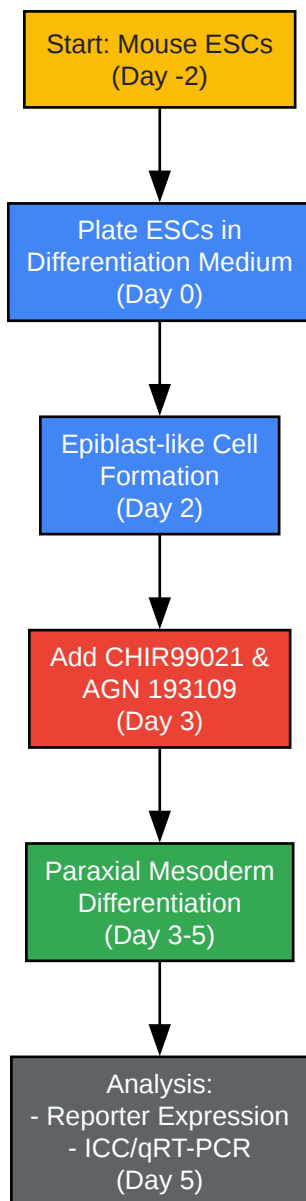 Start: Mouse ESCs
(Day -2)
Plate ESCs in
Differentiation Medium
(Day 0)
Epiblast-like Cell
Formation
(Day 2)
Add CHIR99021 &
AGN 193109
(Day 3)
Paraxial Mesoderm
Differentiation
(Day 3-5)
Analysis:
- Reporter Expression
- ICC/qRT-PCR
(Day 5)